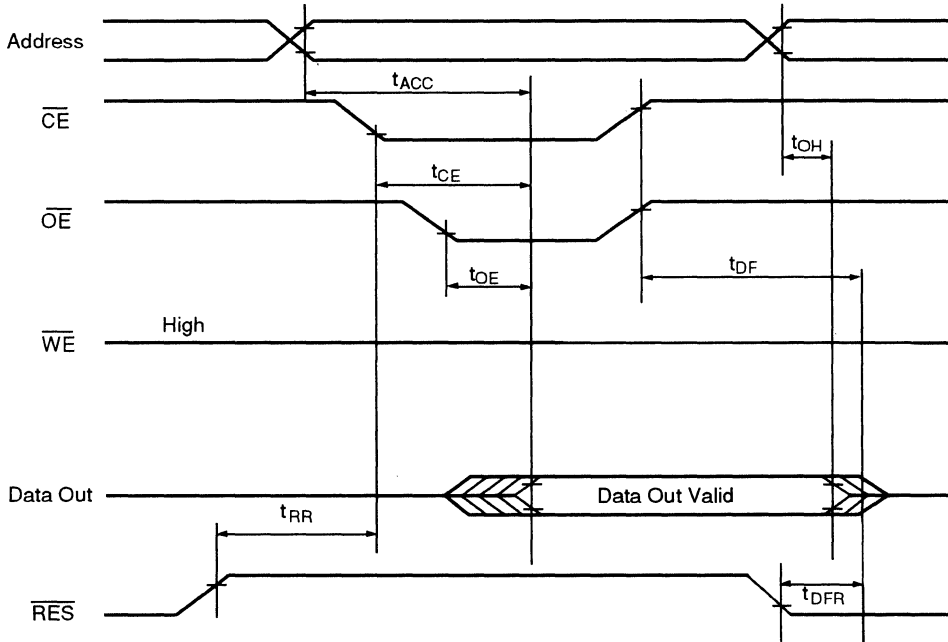 Address
tACC
CE
tOH
tCE
OE
tDF
tOE
High
WE
Data Out
Data Out Valid
tRR
RES
tDFR